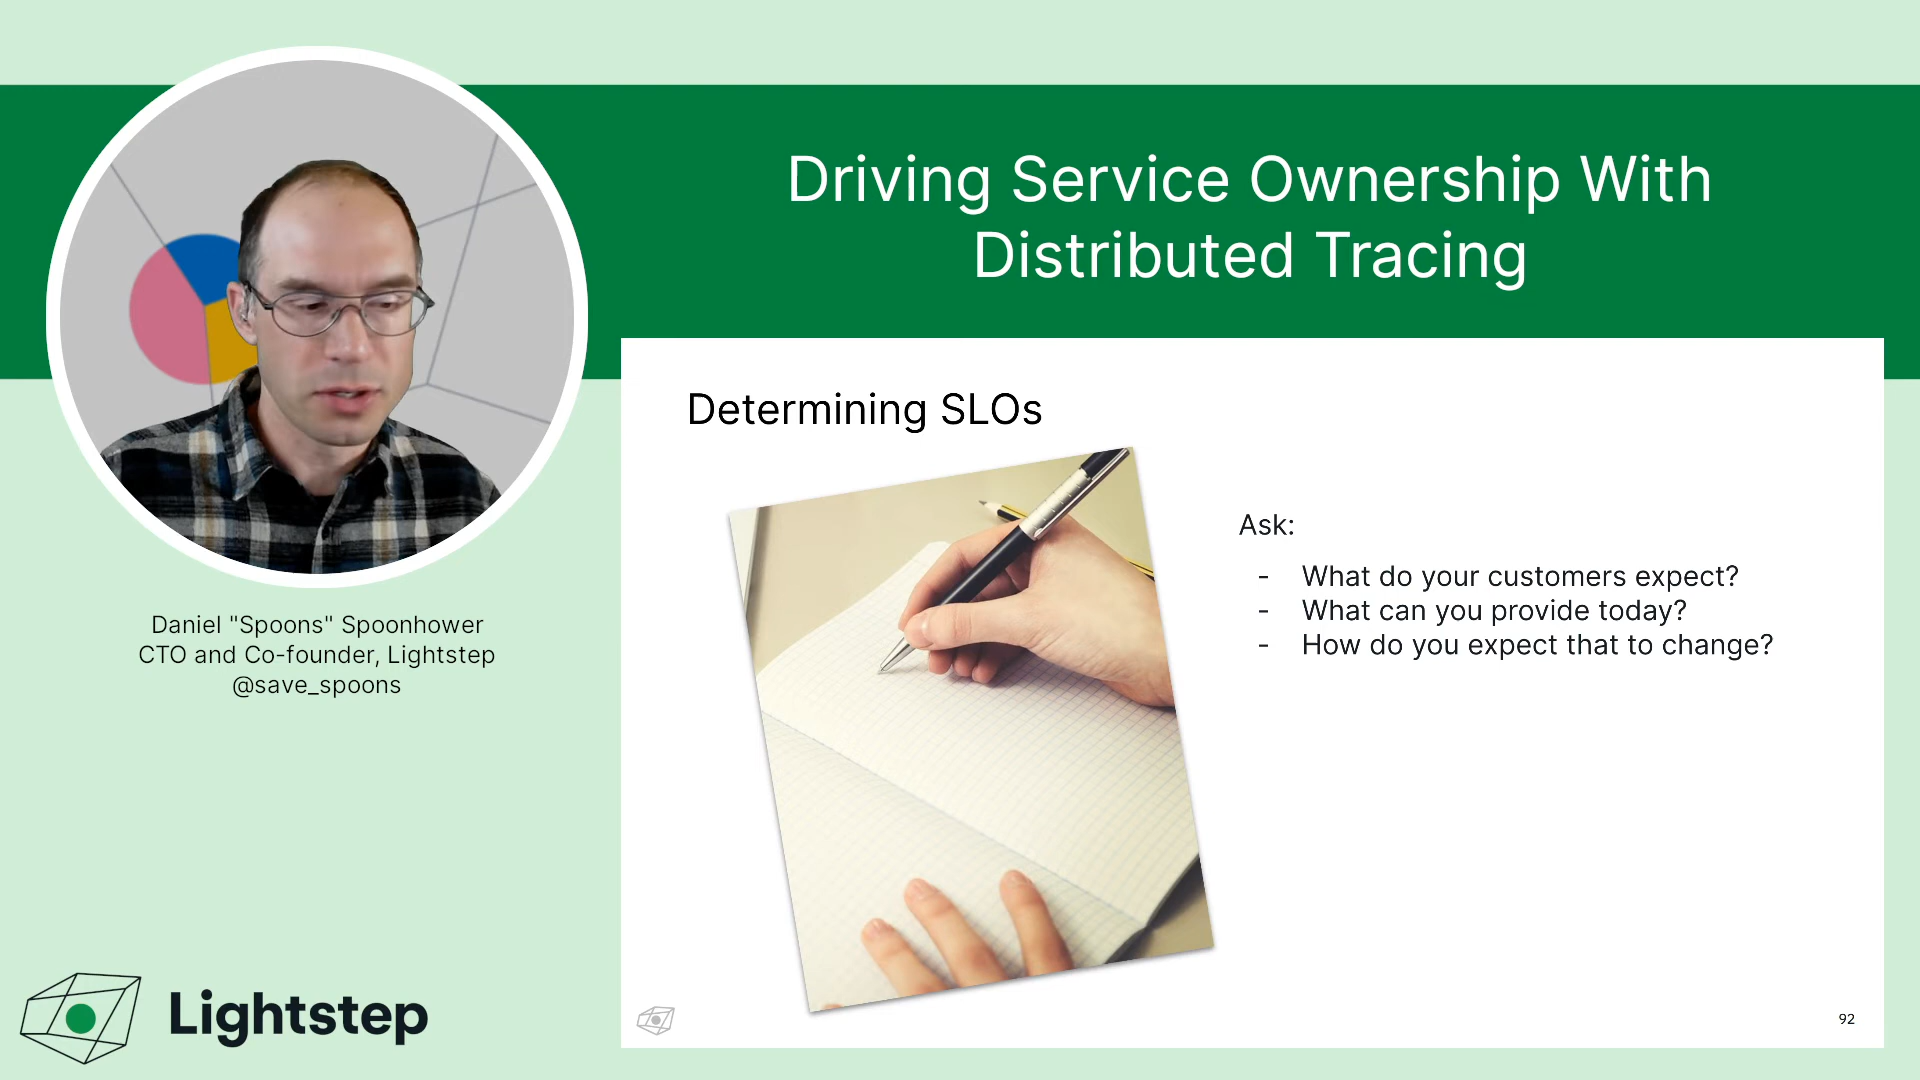 Driving Service Ownership With
Distributed Tracing
Daniel "Spoons" Spoonhower
CTO and Co-founder, Lightstep
@save_spoons
Lightstep
Determining SLOs
Ask:
- What do your customers expect?
- What can you provide today?
- How do you expect that to change?
92